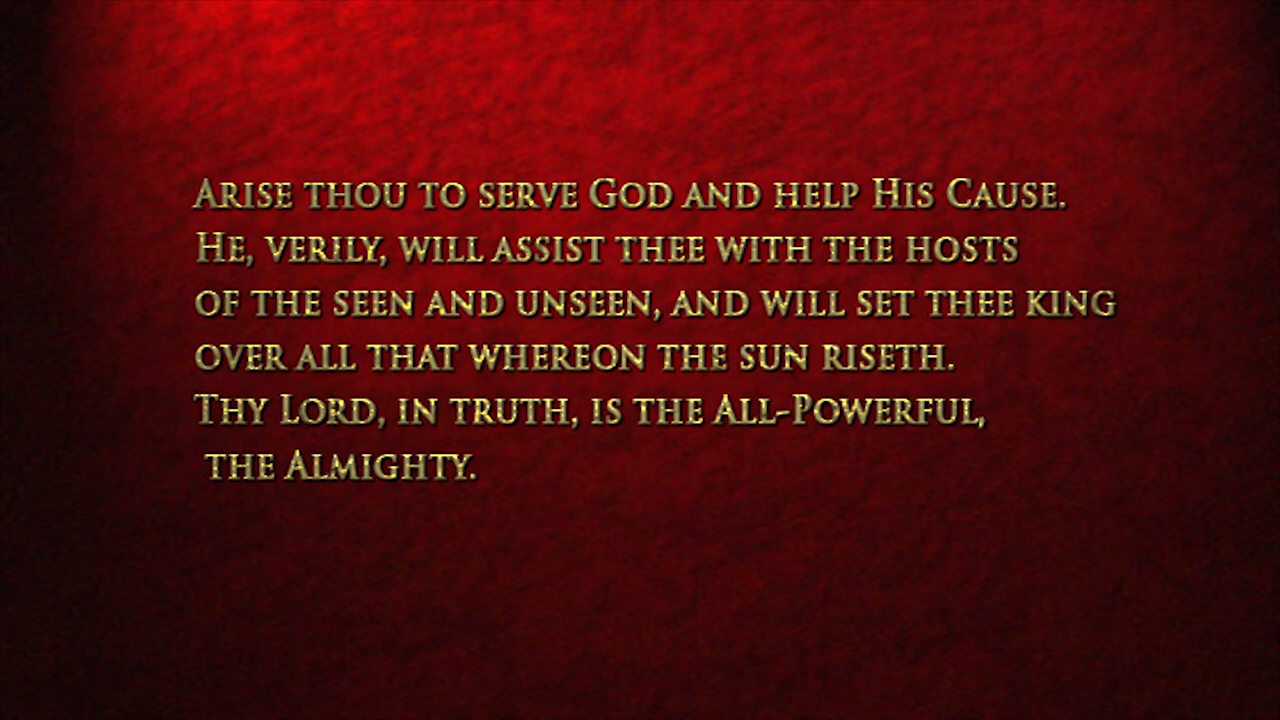 Arise thou to serve God and help His Cause.
He, verily, will assist thee with the hosts
of the seen and unseen, and will set thee king
over all that whereon the sun riseth.
Thy Lord, in truth, is the All-Powerful,
the Almighty.